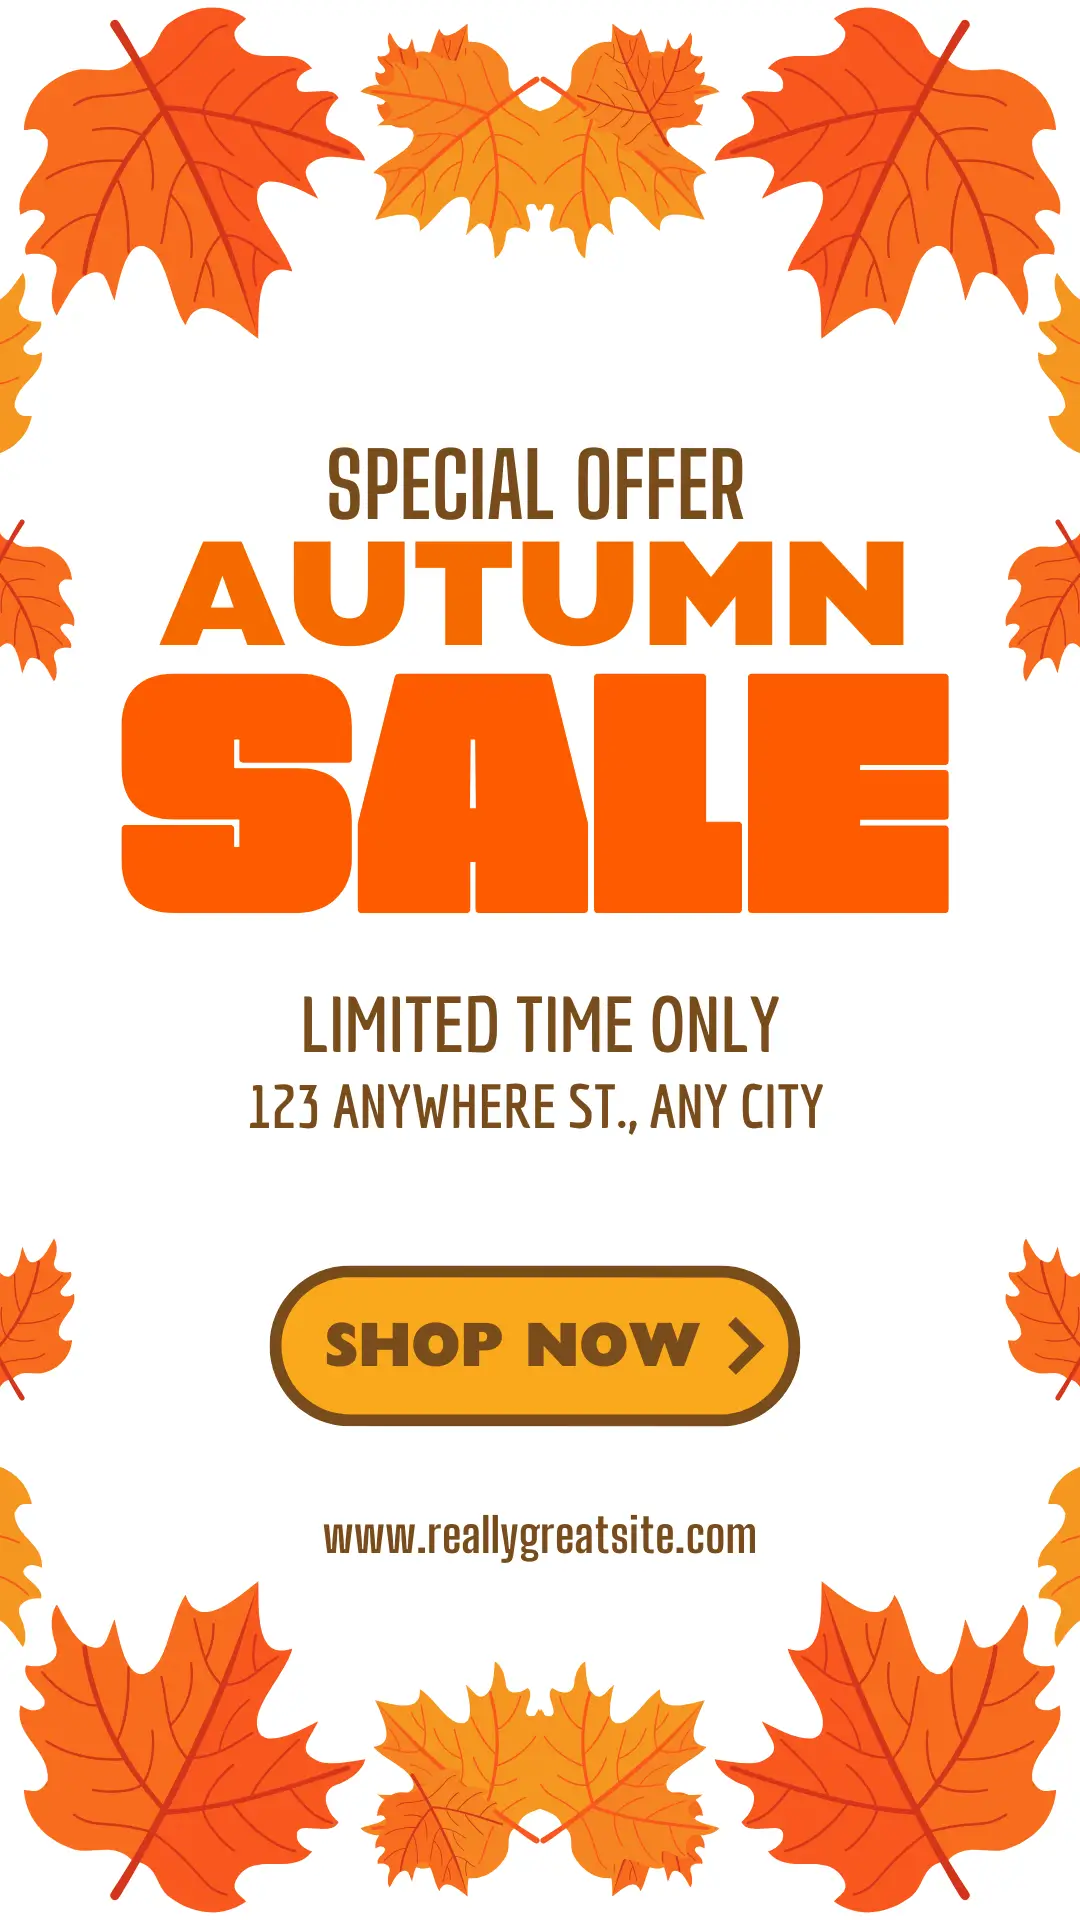 SPECIAL OFFER
AUTUMN
SALE
LIMITED TIME ONLY
123 ANYWHERE ST., ANY CITY
SHOP NOW
www.reallygreatsite.com